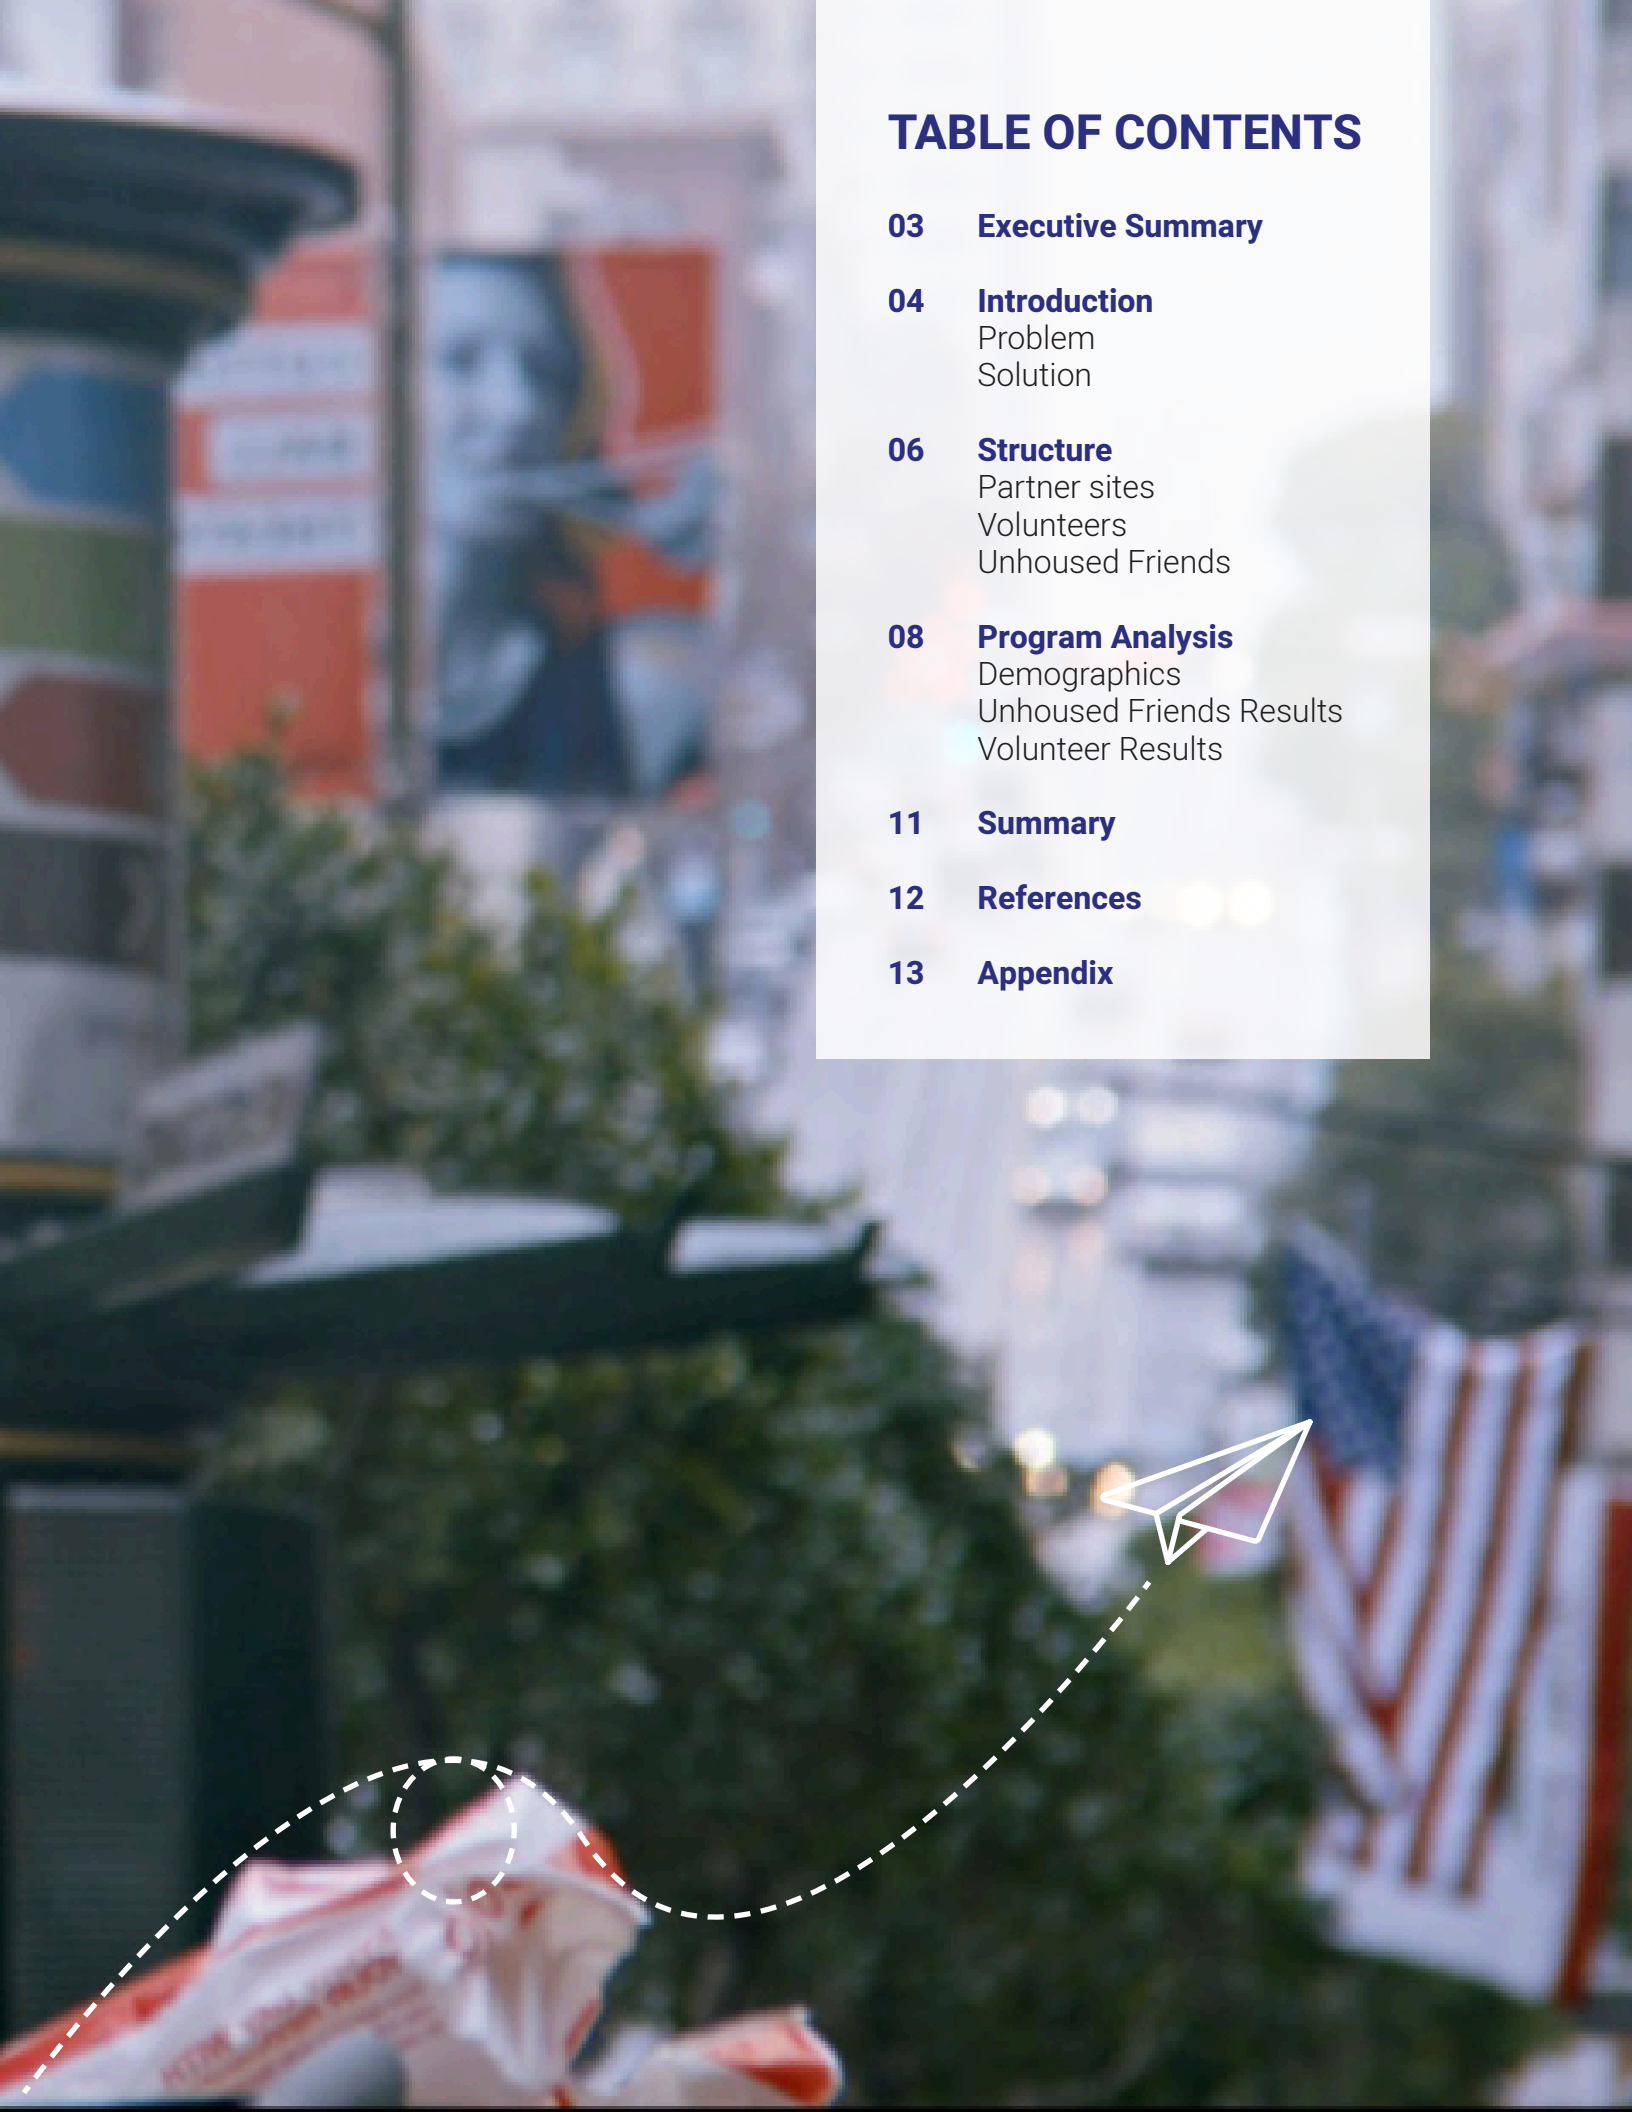 TABLE OF CONTENTS
03 Executive Summary
04 Introduction
Problem
Solution
06 Structure
Partner sites
Volunteers
Unhoused Friends
08 Program Analysis
Demographics
Unhoused Friends Results
Volunteer Results
11 Summary
12 References
13 Appendix